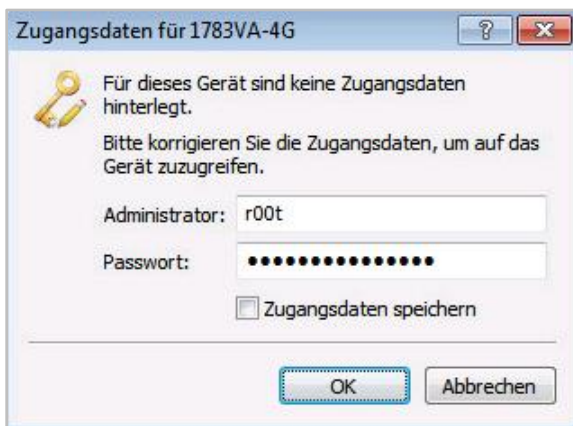 Zugangsdaten für 1783VA-4G
Für dieses Gerät sind keine Zugangsdaten
hinterlegt.
Bitte korrigieren Sie die Zugangsdaten, um auf das
Gerät zuzugreifen.
Administrator: r00t
Passwort: ●●●●●●●●●●●●●●●
Zugangsdaten speichern
OK Abbrechen